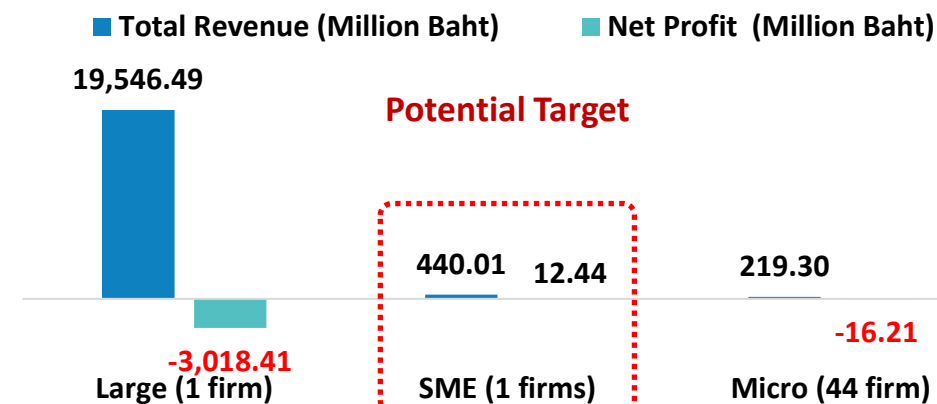 Total Revenue (Million Baht) Net Profit (Million Baht)
19,546.49
Potential Target
440.01 12.44 219.30
-16.21
-3,018.41
Large (1 firm) SME (1 firms) Micro (44 firm)